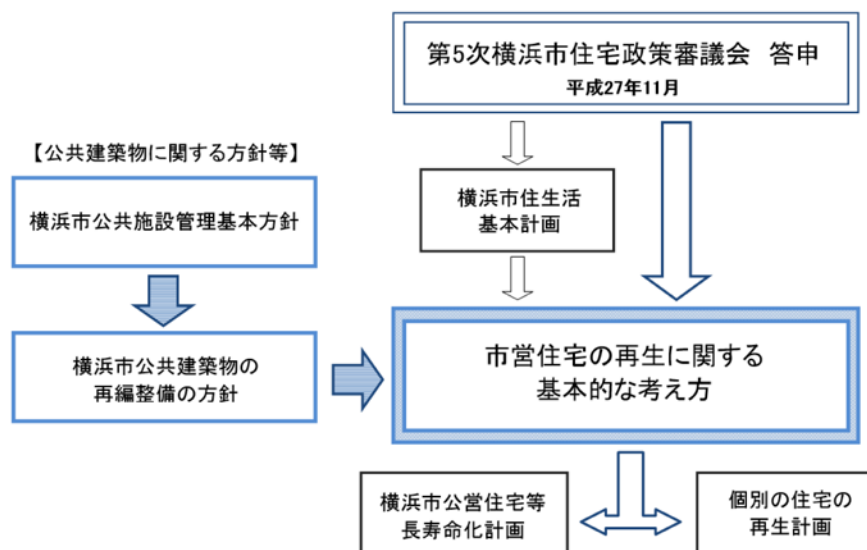 第5次横浜市住宅政策審議会 答申
平成27年11月
【公共建築物に関する方針等】
横浜市公共施設管理基本方針
横浜市住生活
基本計画
横浜市公共建築物の
再編整備の方針
市営住宅の再生に関する
基本的な考え方
横浜市公営住宅等
長寿命化計画
個別の住宅の
再生計画